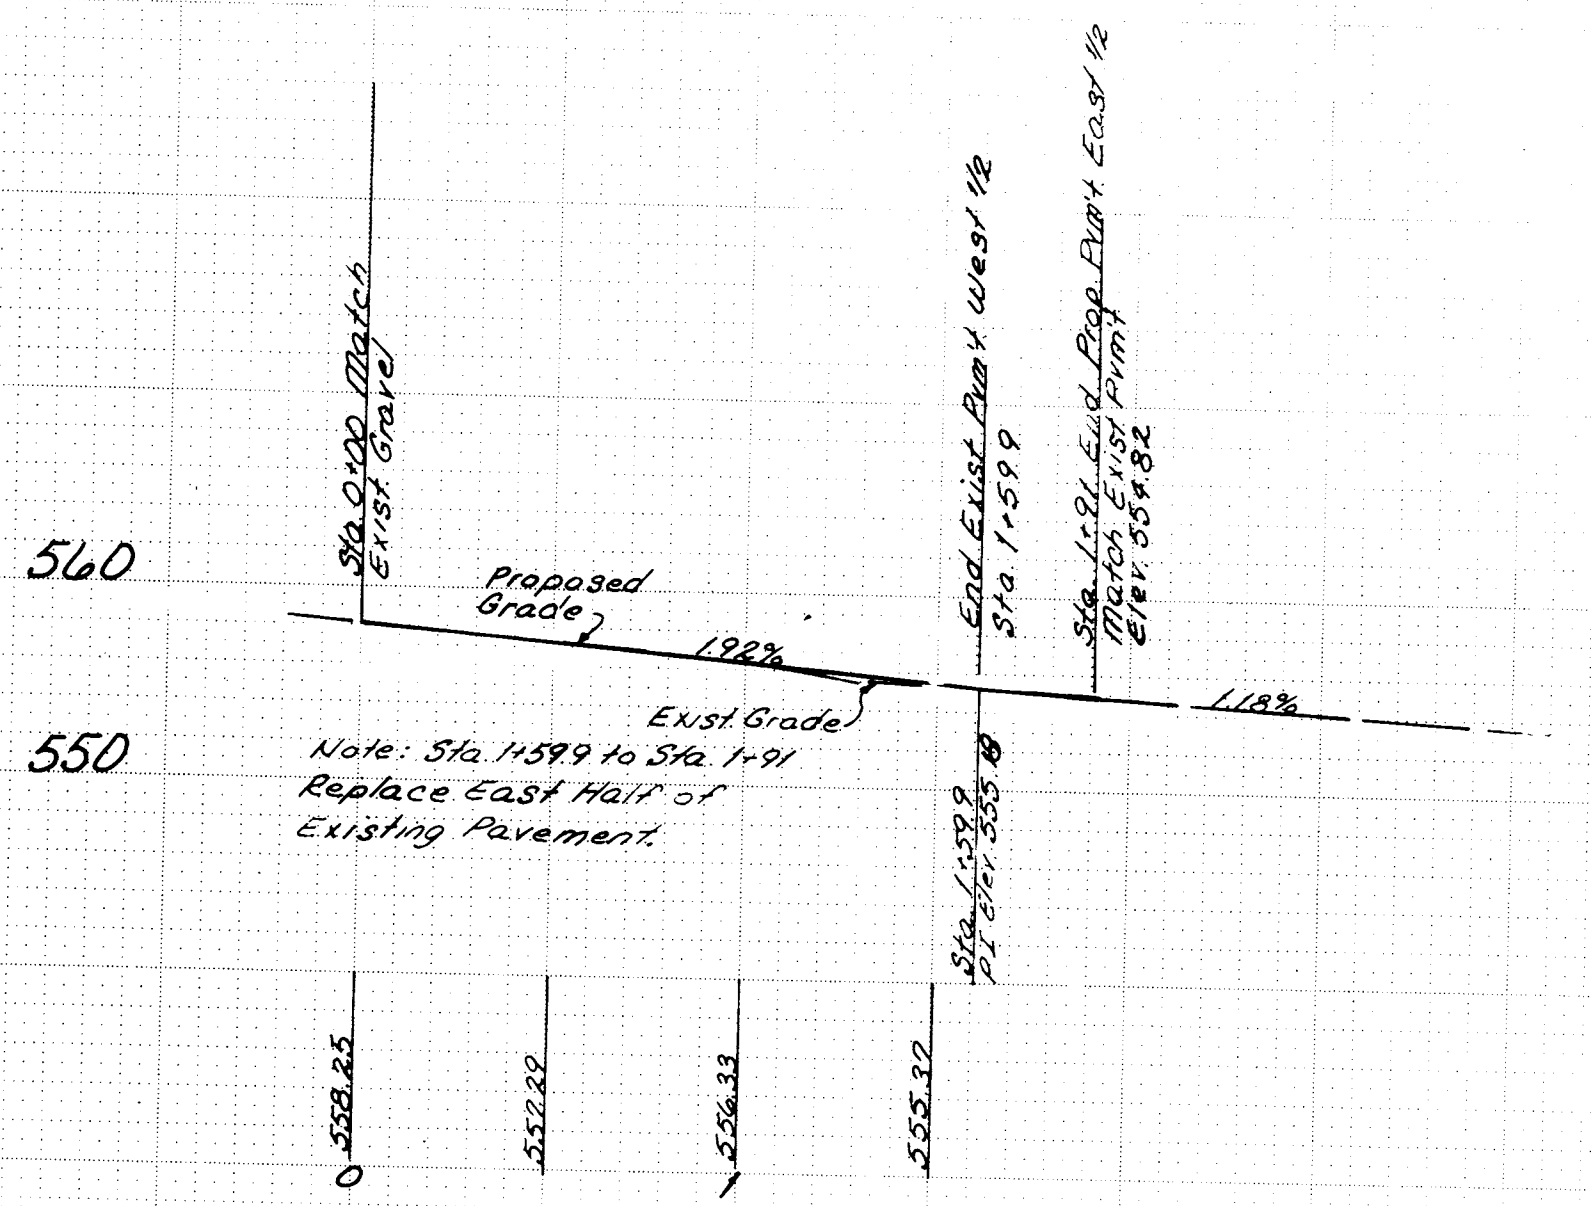 Sta. 0+00 Match
Exist. Gravel
End Exist Pvm't West 1/2
Sta. 1+59.9
Sta. 1+91 End Prop. Pvm't East 1/2
Match Exist Pvm't
Elev. 554.82
560
Proposed
Grade
1.92%
1.18%
Exist. Grade
550
Note: Sta. 1+59.9 to Sta. 1+91
Replace East Half of
Existing Pavement.
Sta. 1+59.9
PI Elev. 555.18
558.25
557.29
556.33
555.37
0
1